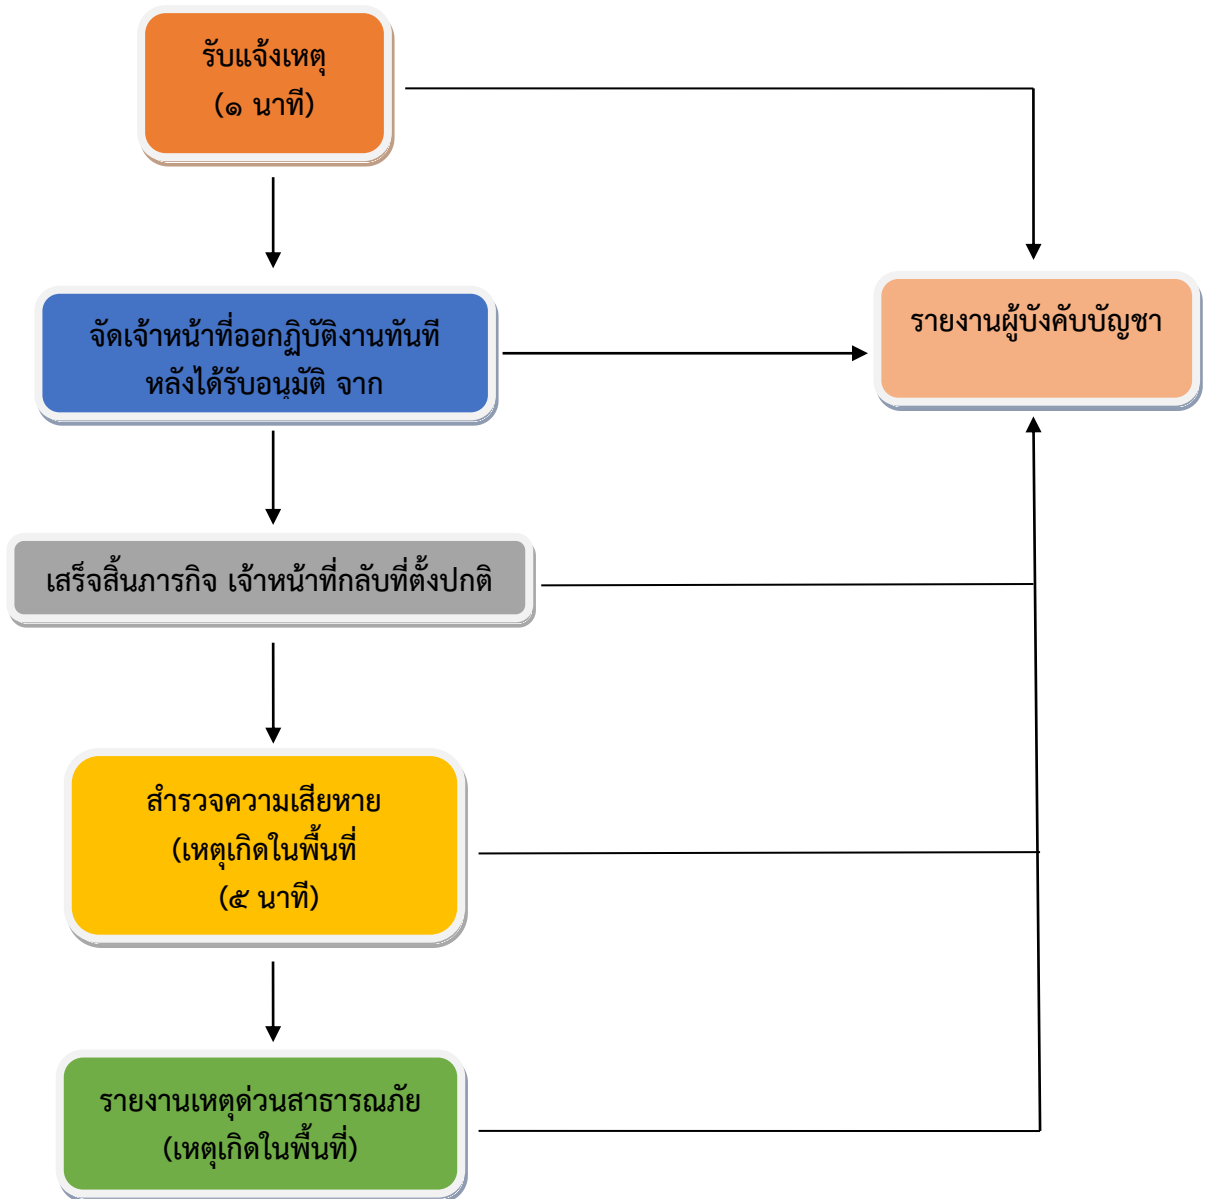 รับแจ้งเหตุ
(๑ นาที)
จัดเจ้าหน้าที่ออกฏิบัติงานทันที
หลังได้รับอนุมัติ จาก
รายงานผู้บังคับบัญชา
เสร็จสิ้นภารกิจ เจ้าหน้าที่กลับที่ตั้งปกติ
สำรวจความเสียหาย
(เหตุเกิดในพื้นที่
(๕ นาที)
รายงานเหตุด่วนสาธารณภัย
(เหตุเกิดในพื้นที่)